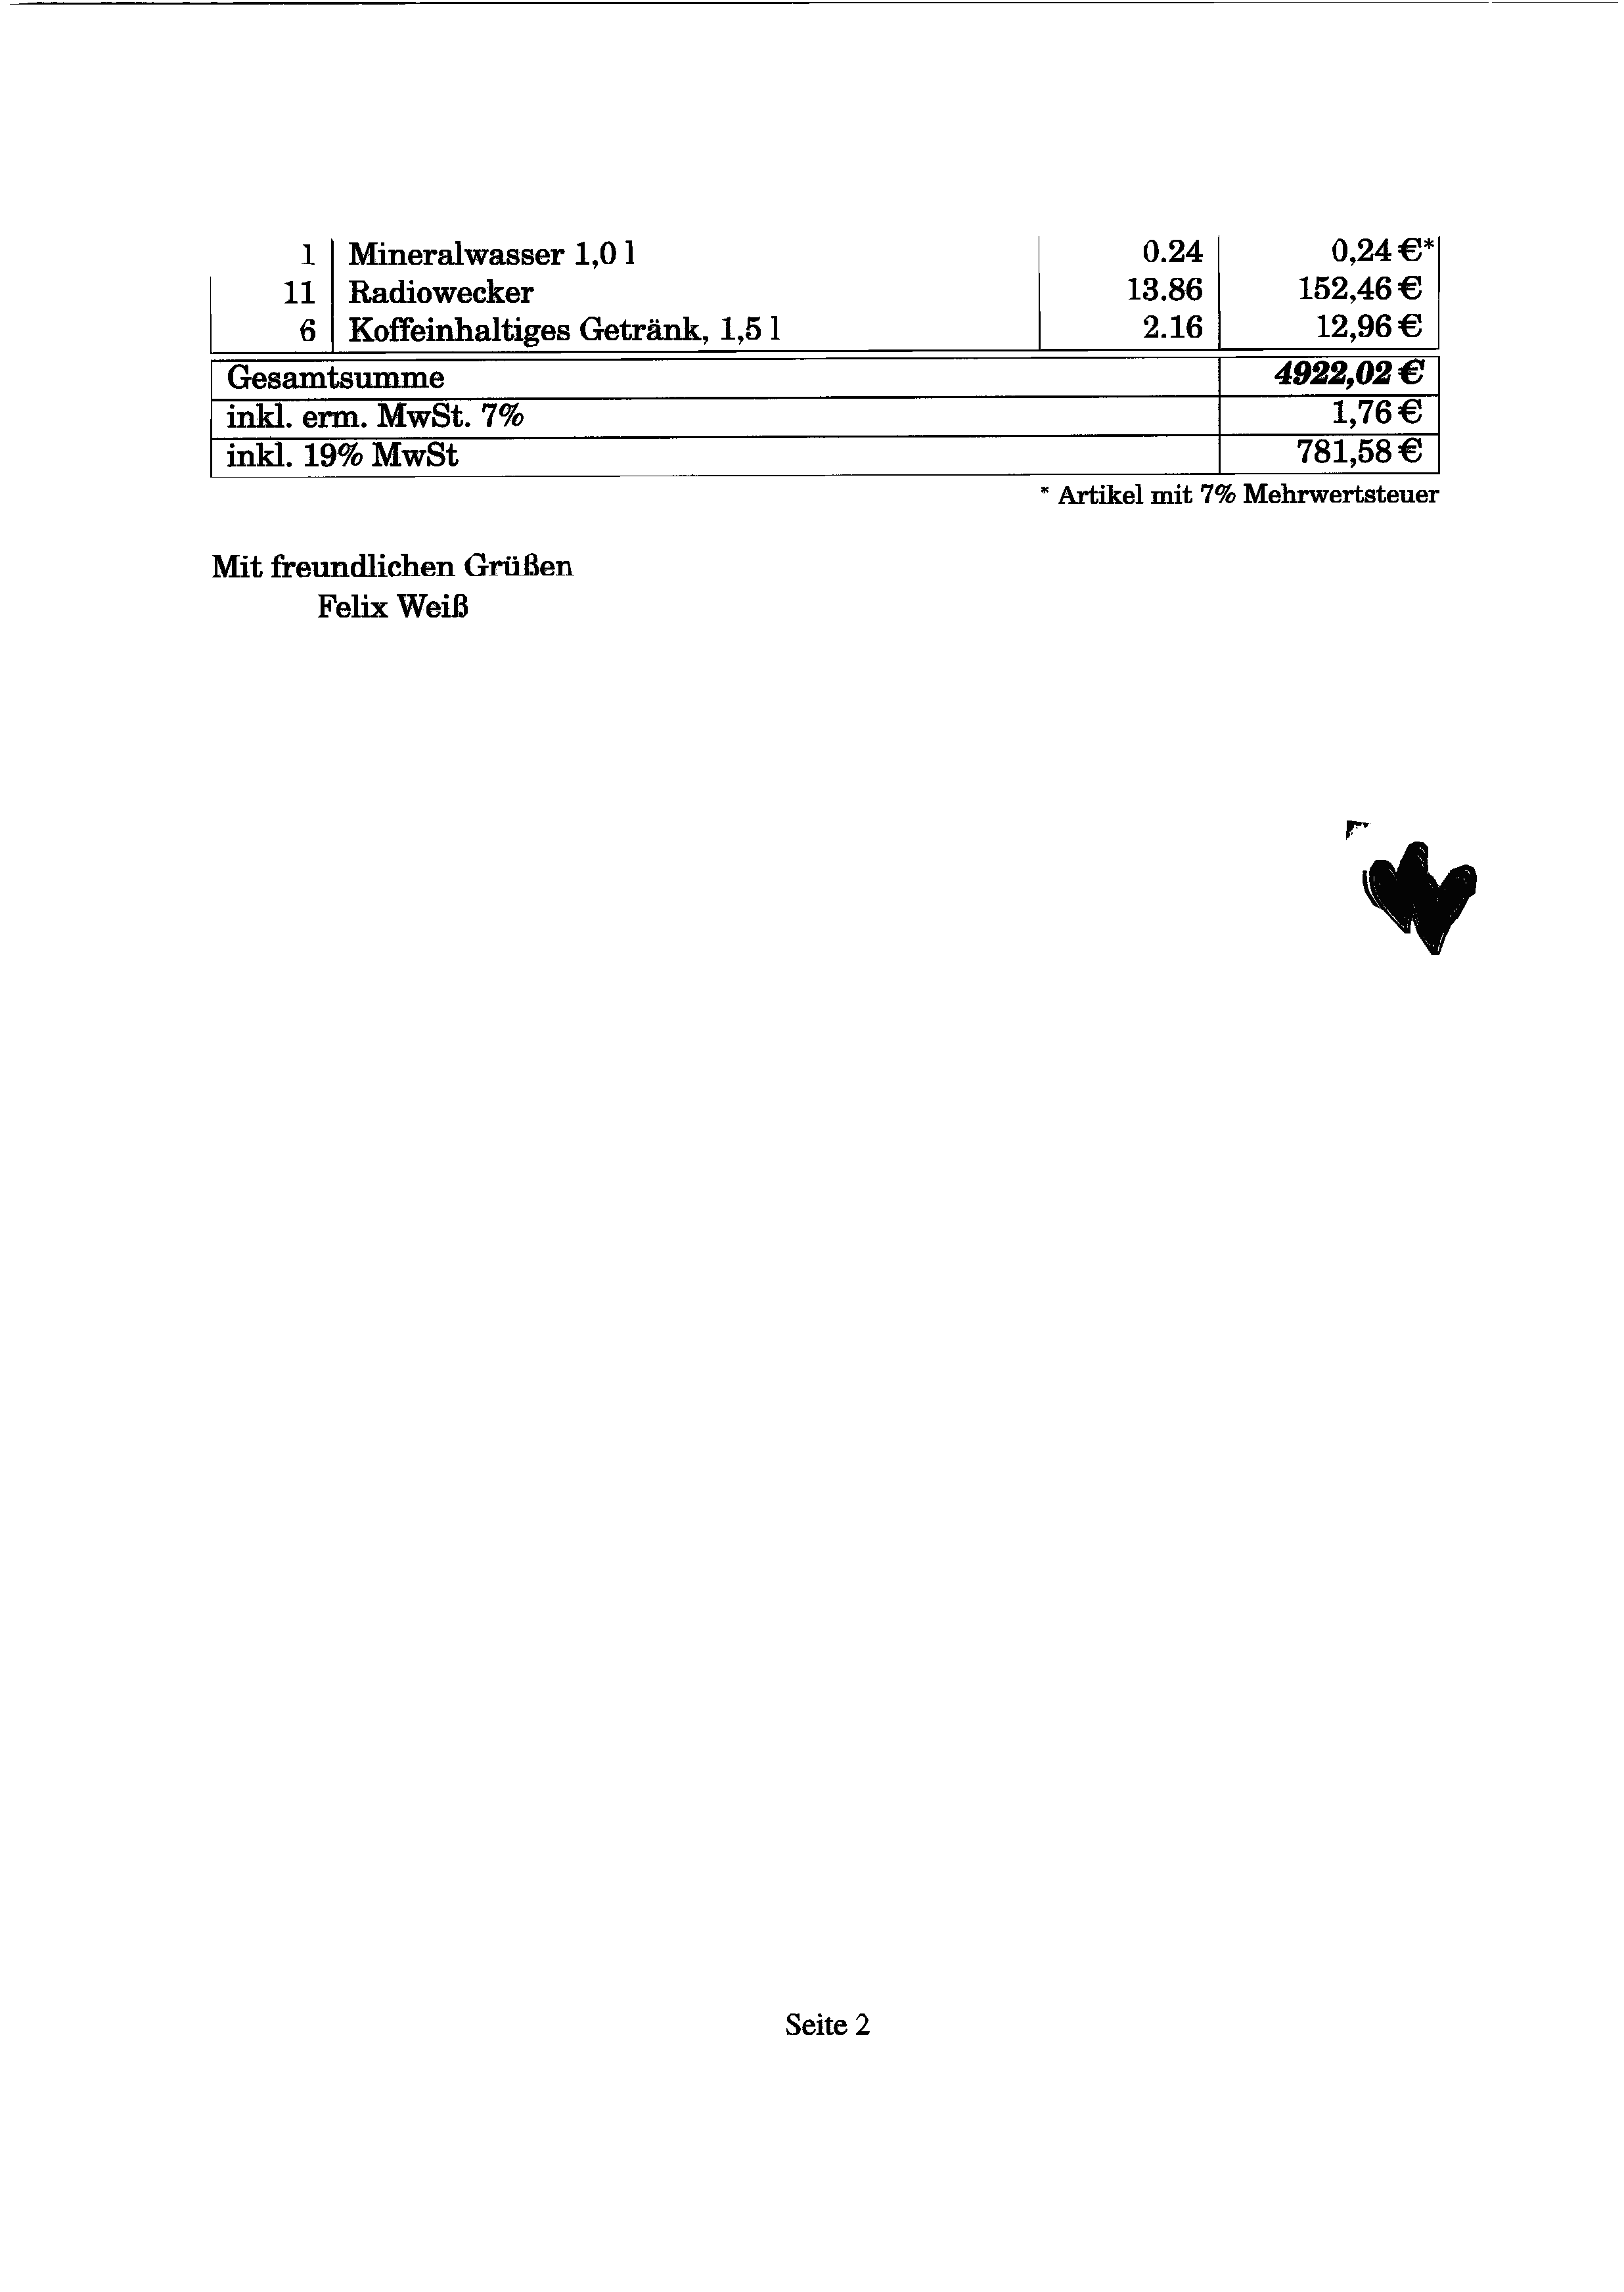 1 Mineralwasser 1,0 l 0.24 0,24 €*
11 Radiowecker 13.86 152,46 €
6 Koffeinhaltiges Getränk, 1,5 l 2.16 12,96 €
Gesamtsumme 4922,02 €
inkl. erm. MwSt. 7% 1,76 €
inkl. 19% MwSt 781,58 €
* Artikel mit 7% Mehrwertsteuer
Mit freundlichen Grüßen
Felix Weiß
Seite 2